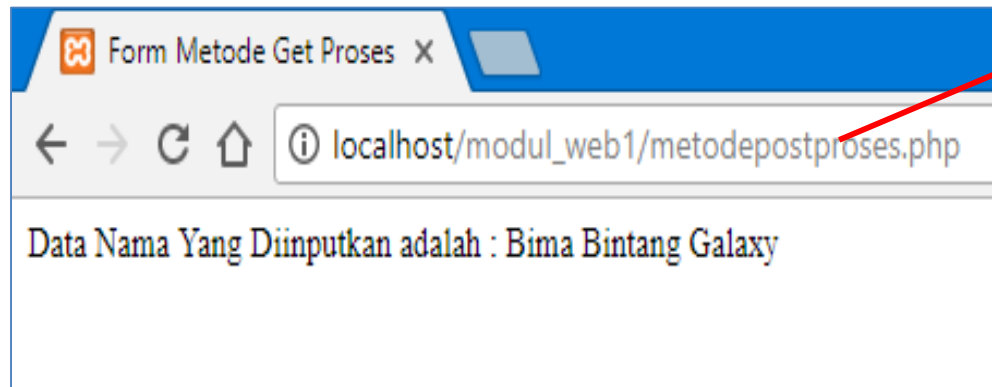 Form Metode Get Proses
localhost/modul_web1/metodepostproses.php
Data Nama Yang Diinputkan adalah : Bima Bintang Galaxy